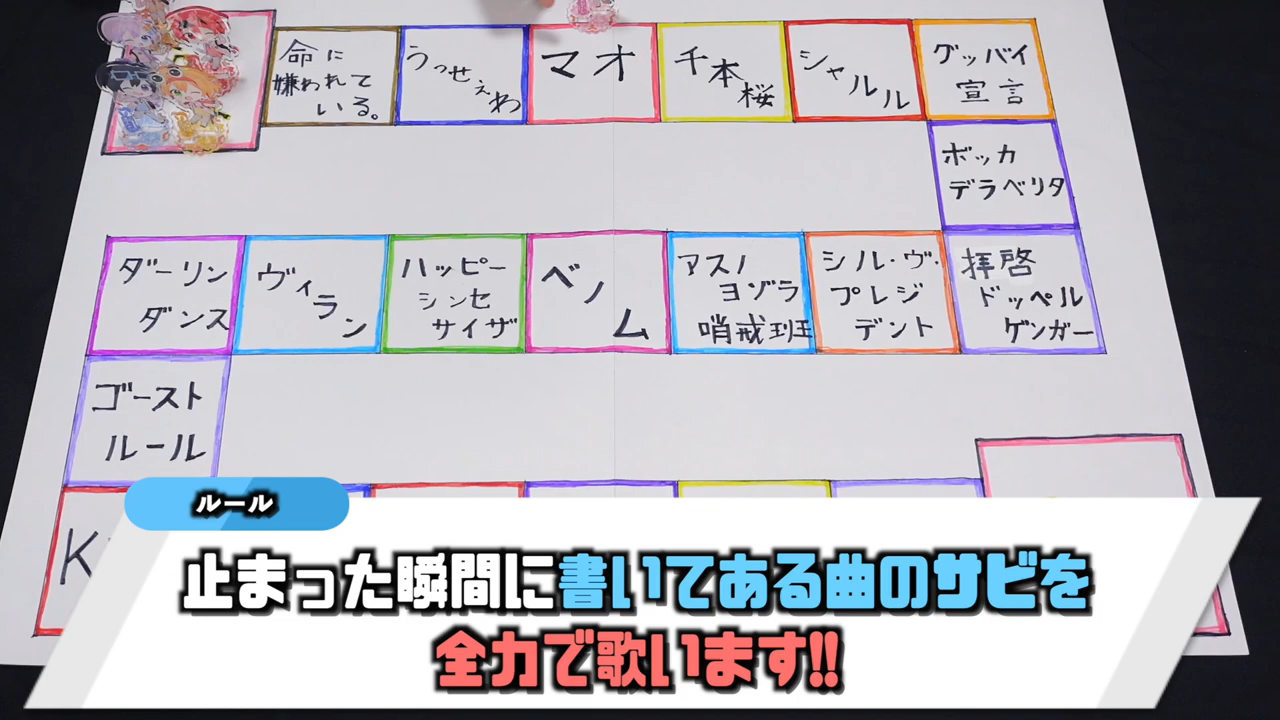 命に
嫌われて
いる。
うっせぇわ
マオ
千本桜
シャルル
グッバイ
宣言
ボッカ
デラベリタ
ダーリン
ダンス
ヴィラン
ハッピー
シンセ
サイザ
ベノム
アスノ
ヨゾラ
哨戒班
シル・ヴ・
プレジ
デント
拝啓
ドッペル
ゲンガー
ゴースト
ルール
K
ルール
止まった瞬間に書いてある曲のサビを
全力で歌います!!